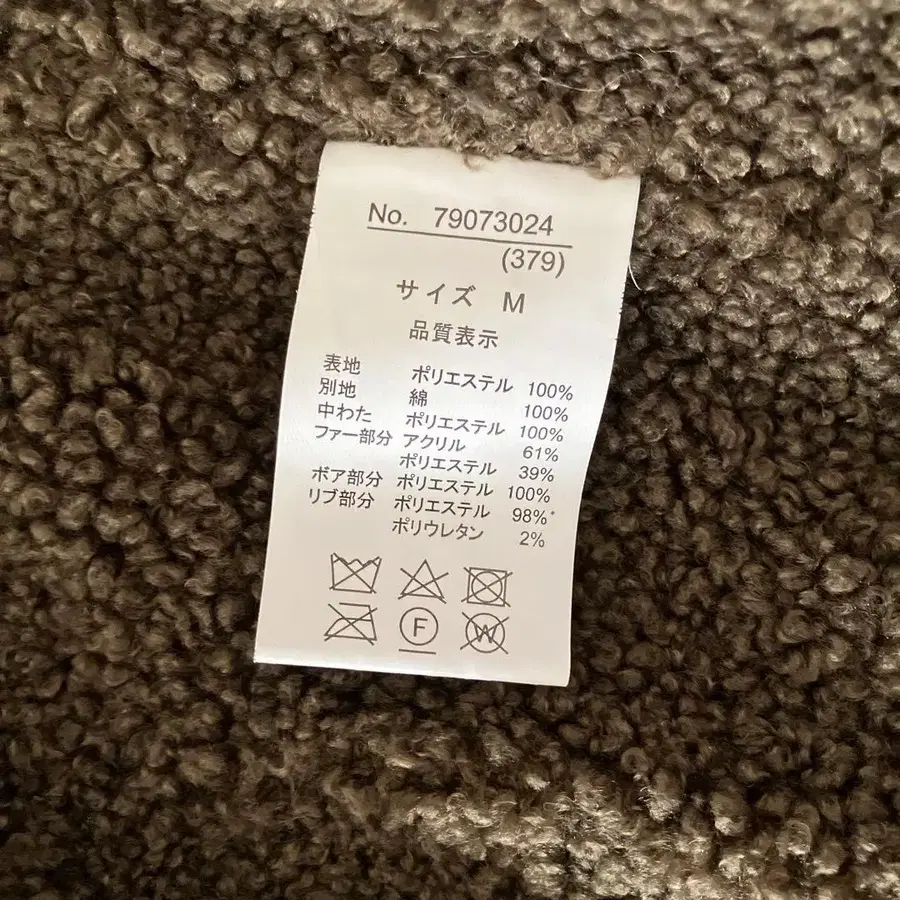 No. 79073024
(379)
サイズ M
品質表示
表地 ポリエステル 100%
別地 綿 100%
中わた ポリエステル 100%
ファー部分 アクリル 61%
ポリエステル 39%
ボア部分 ポリエステル 100%
リブ部分 ポリエステル 98%
ポリウレタン 2%
F W